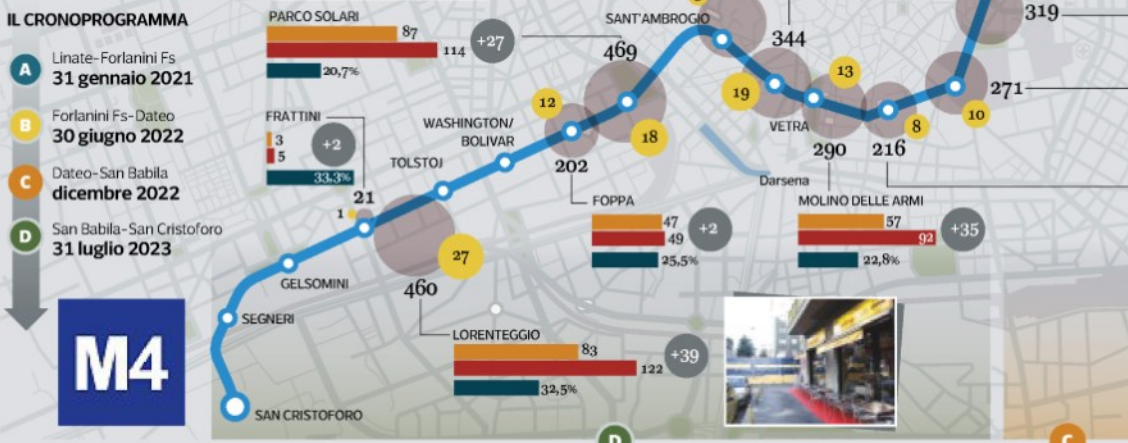 IL CRONOPROGRAMMA
A
Linate-Forlanini Fs
31 gennaio 2021
B
Forlanini Fs-Dateo
30 giugno 2022
C
Dateo-San Babila
dicembre 2022
D
San Babila-San Cristoforo
31 luglio 2023
M4
PARCO SOLARI
87
114
+27
20,7%
469
18
FRATTINI
3
5
+2
33,3%
21
1
SANT'AMBROGIO
344
19
13
VETRA
290
216
8
10
271
319
12
202
WASHINGTON/
BOLIVAR
TOLSTOJ
27
460
GELSOMINI
SEGNERI
SAN CRISTOFORO
FOPPA
47
49
+2
25,5%
Darsena
MOLINO DELLE ARMI
57
92
+35
22,8%
LORENTEGGIO
83
122
+39
32,5%
D
C